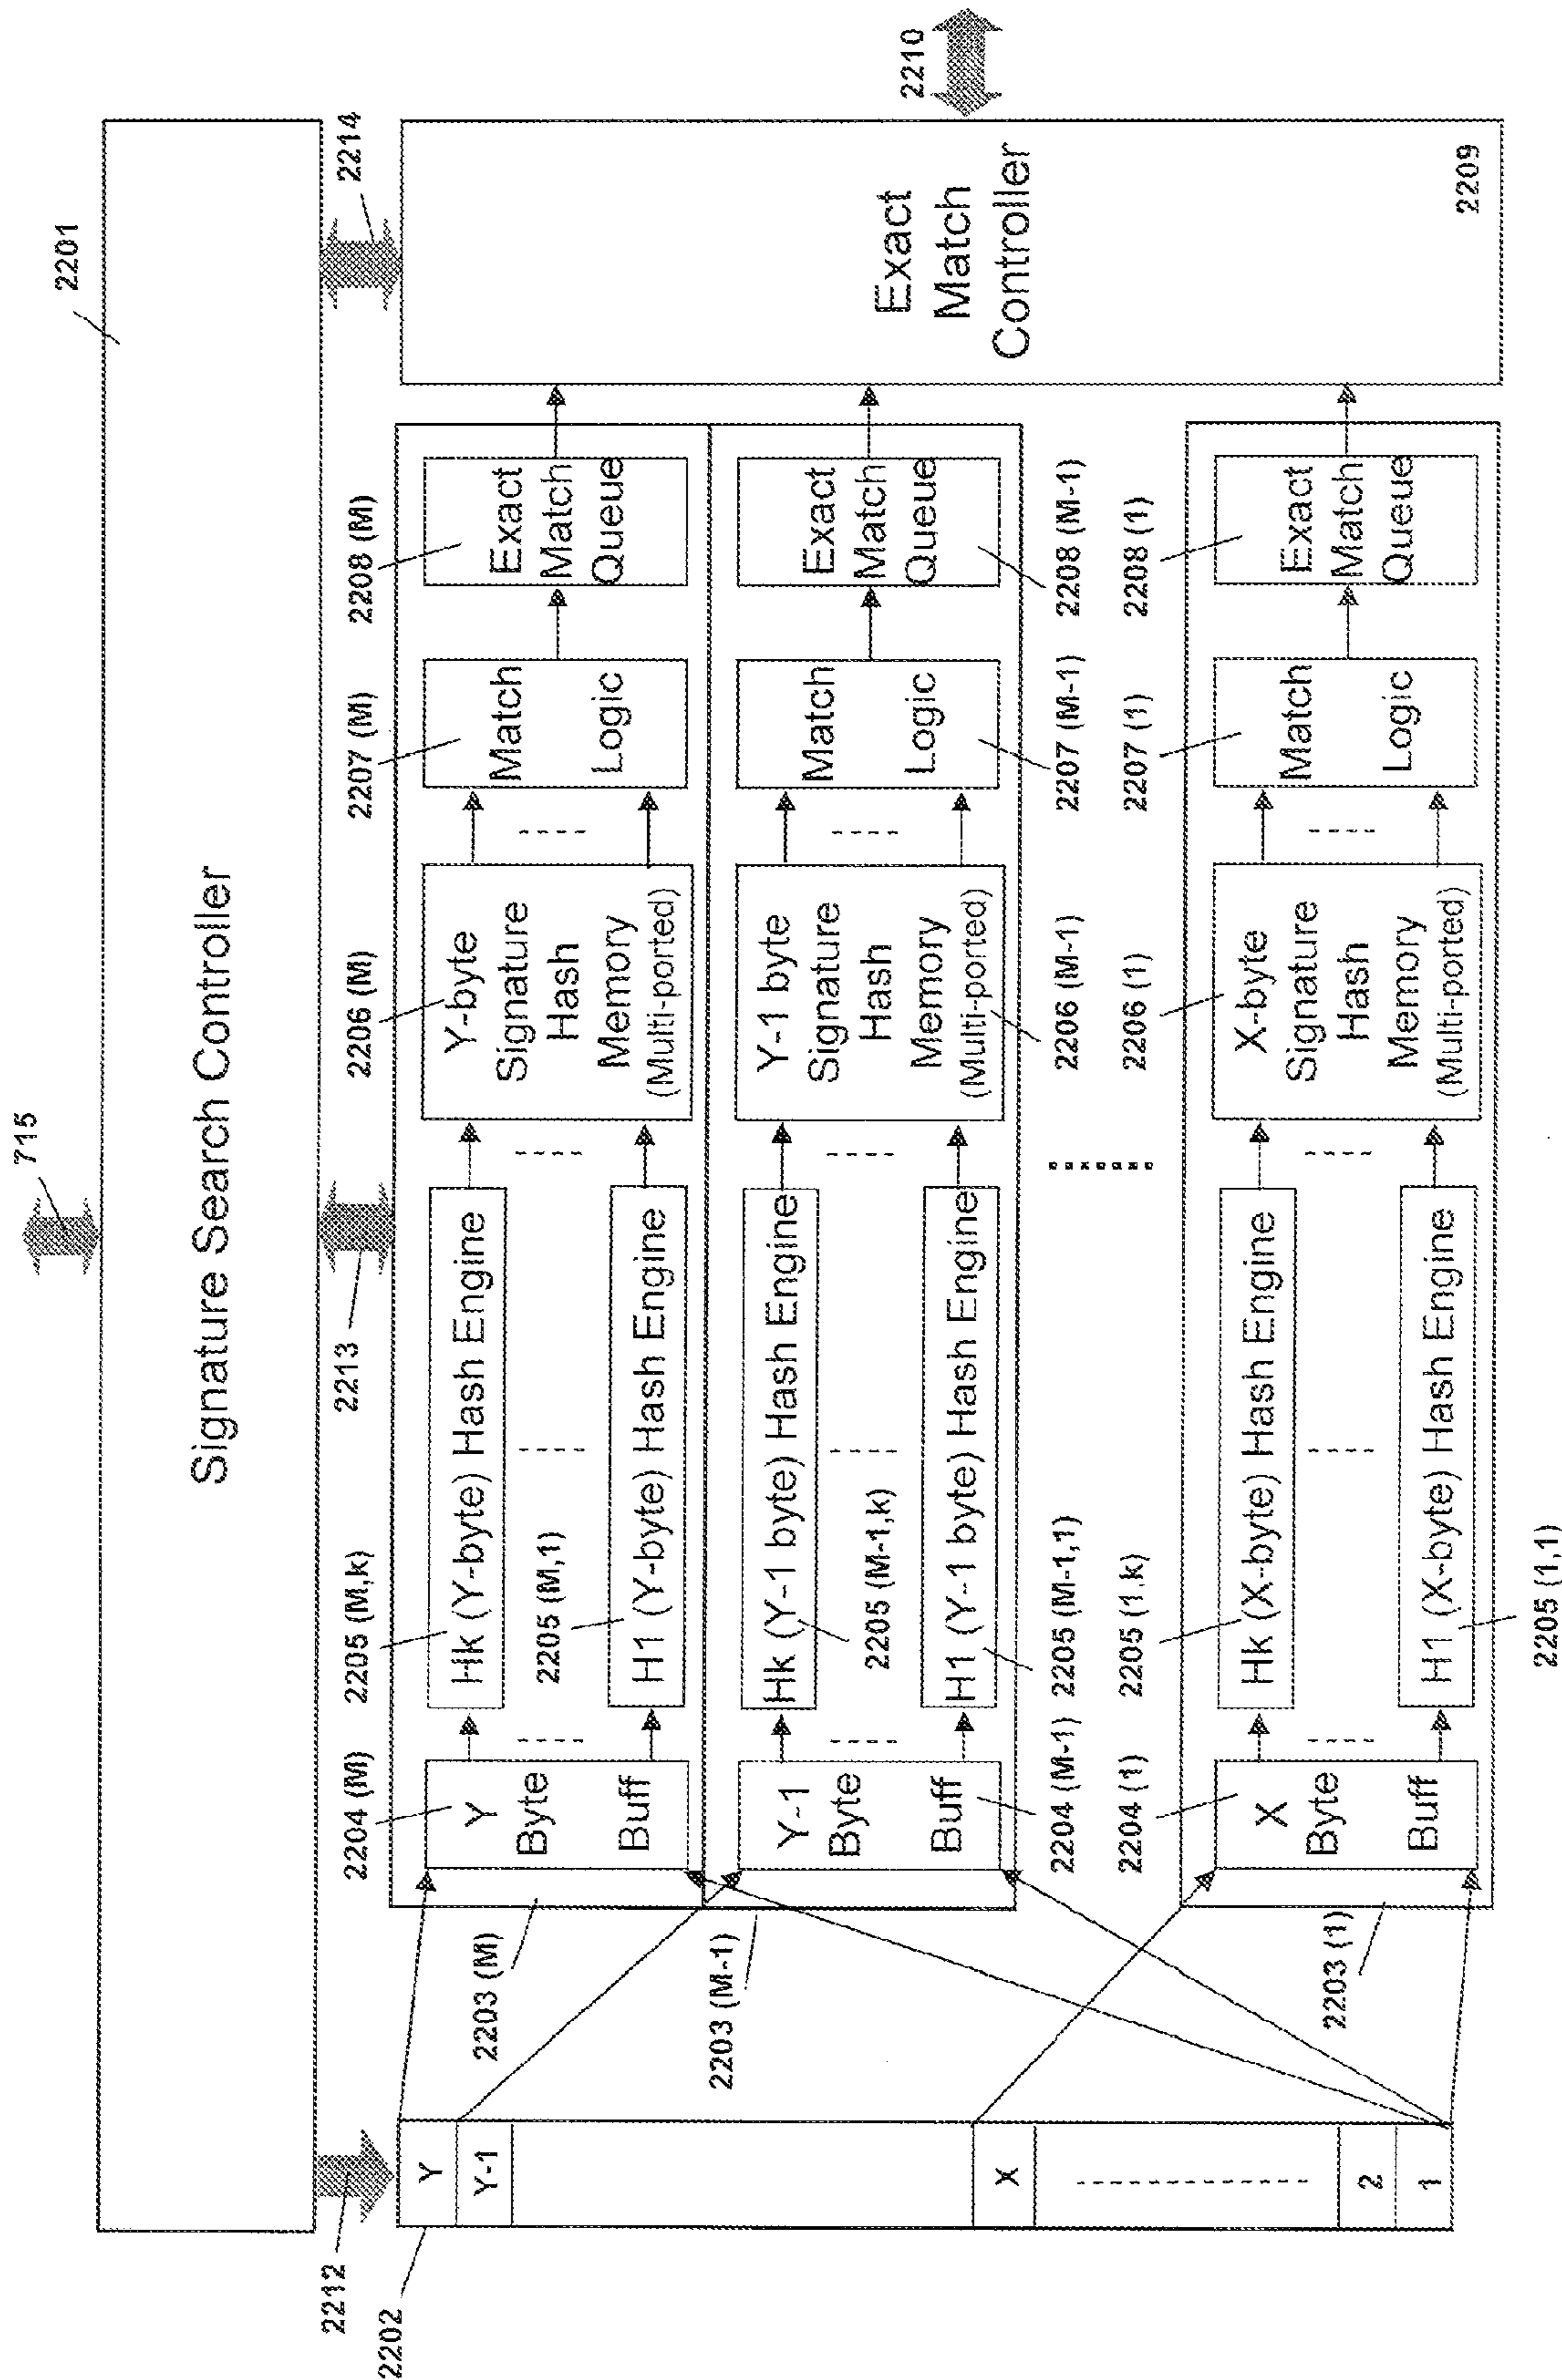 715
2201
Signature Search Controller
2212
2213
2214
2202
Y
Y-1
X
2
1
2203 (M)
2204 (M)
2205 (M,k)
2206 (M)
2207 (M)
2208 (M)
Y
Byte
Buff
Hk (Y-byte) Hash Engine
2205 (M,1)
H1 (Y-byte) Hash Engine
Y-byte
Signature
Hash
Memory
(Multi-ported)
Match
Logic
Exact
Match
Queue
2203 (M-1)
Y-1
Byte
Buff
Hk (Y-1 byte) Hash Engine
2205 (M-1,k)
H1 (Y-1 byte) Hash Engine
Y-1 byte
Signature
Hash
Memory
(Multi-ported)
Match
Logic
Exact
Match
Queue
2204 (M-1)
2205 (M-1,1)
2206 (M-1)
2207 (M-1)
2208 (M-1)
2203 (1)
2204 (1)
2205 (1.k)
2206 (1)
2207 (1)
2208 (1)
X
Byte
Buff
Hk (X-byte) Hash Engine
H1 (X-byte) Hash Engine
2205 (1,1)
X-byte
Signature
Hash
Memory
(Multi-ported)
Match
Logic
Exact
Match
Queue
Exact
Match
Controller
2209
2210